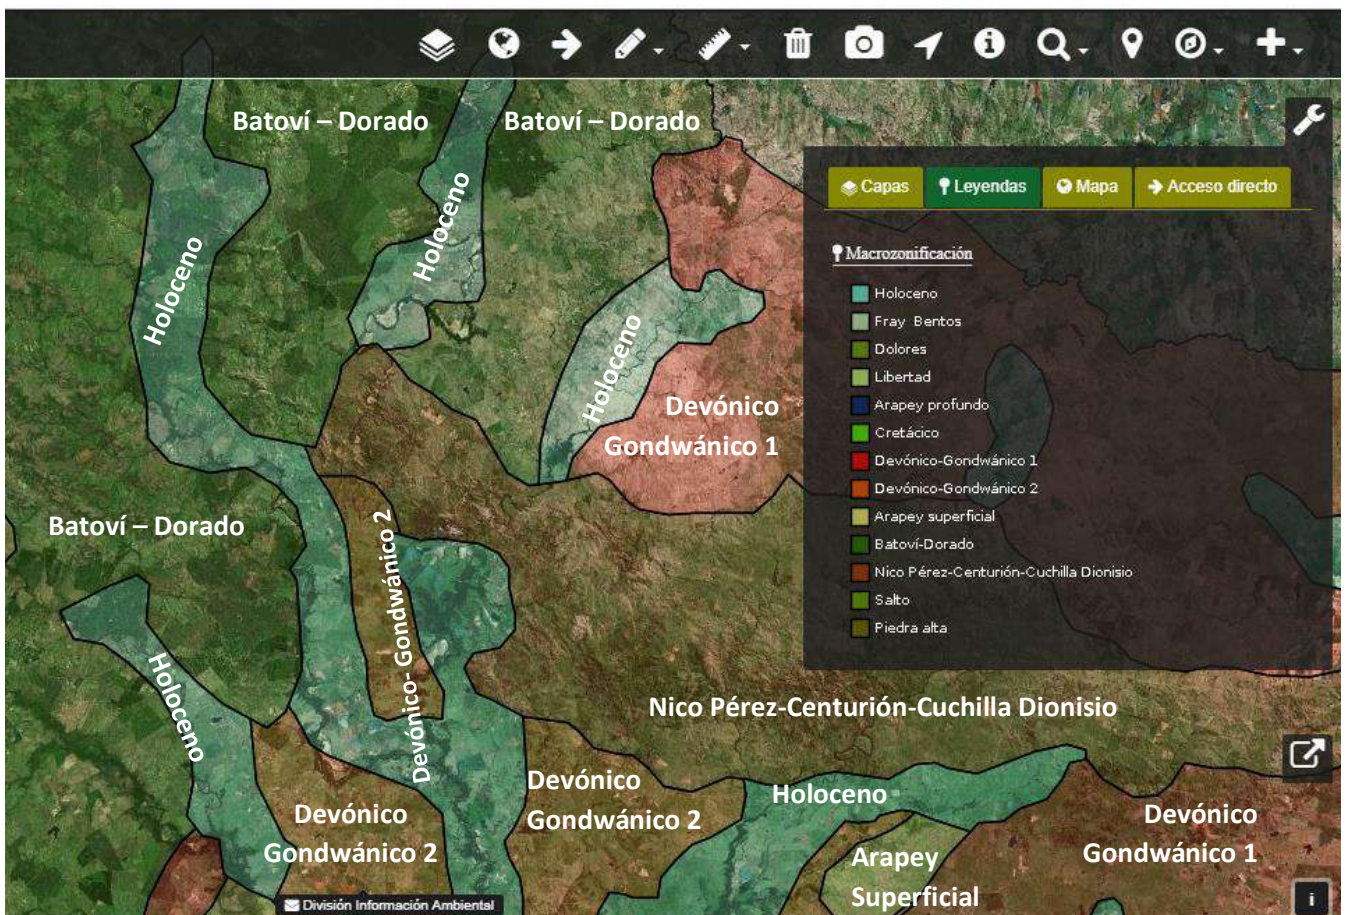 Batoví – Dorado
Batoví – Dorado
Holoceno
Holoceno
Holoceno
Devónico
Gondwánico 1
Batoví – Dorado
Devónico- Gondwánico 2
Holoceno
Nico Pérez-Centurión-Cuchilla Dionisio
Devónico
Gondwánico 2
Devónico
Gondwánico 2
Holoceno
Arapey
Superficial
Devónico
Gondwánico 1
Capas
Leyendas
Mapa
Acceso directo
Macrozonificación
Holoceno
Fray Bentos
Dolores
Libertad
Arapey profundo
Cretácico
Devónico-Gondwánico 1
Devónico-Gondwánico 2
Arapey superficial
Batoví-Dorado
Nico Pérez-Centurión-Cuchilla Dionisio
Salto
Piedra alta
División Información Ambiental